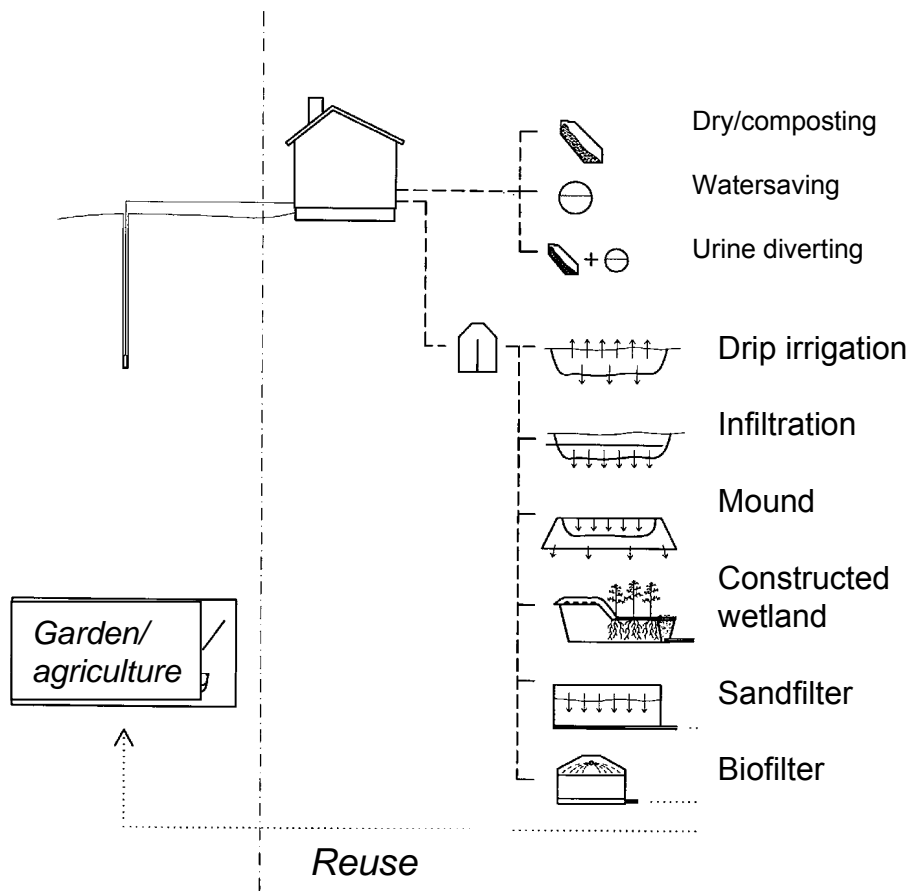 Dry/composting
Watersaving
+
Urine diverting
Drip irrigation
Infiltration
Mound
Constructed
wetland
Garden/
agriculture
Sandfilter
Biofilter
Reuse